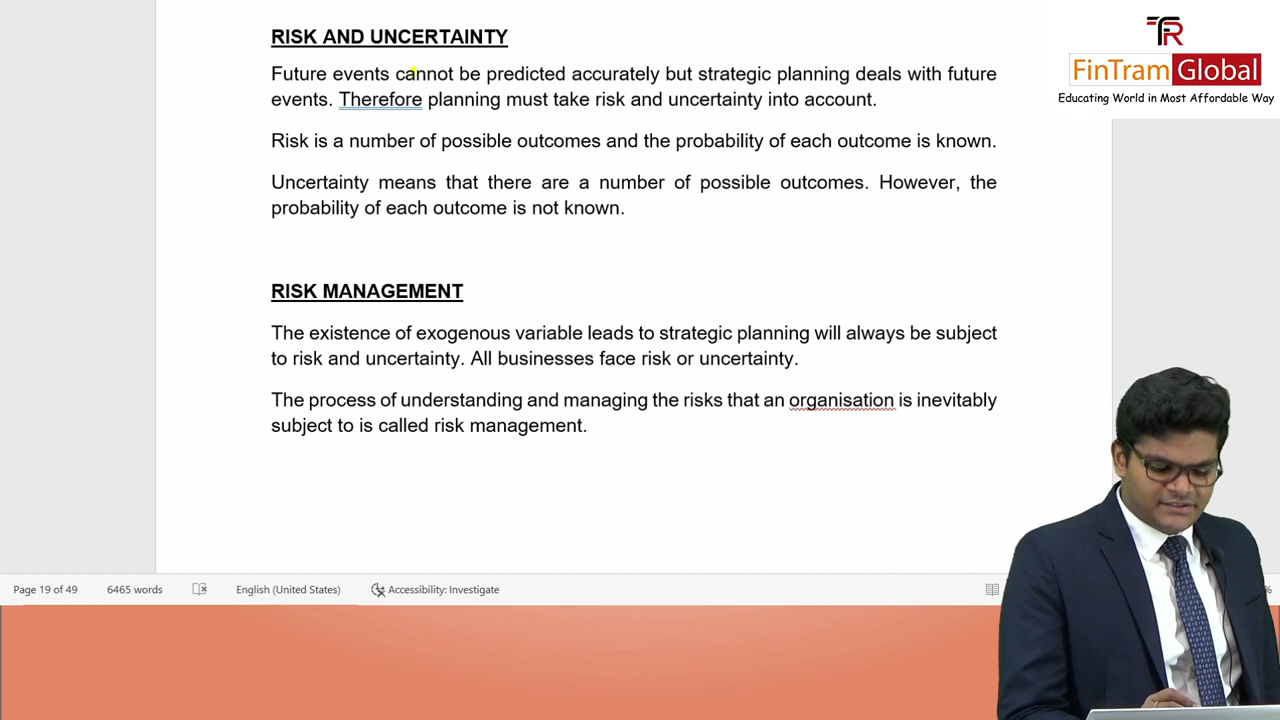 RISK AND UNCERTAINTY
Future events cannot be predicted accurately but strategic planning deals with future
events. Therefore planning must take risk and uncertainty into account.
Risk is a number of possible outcomes and the probability of each outcome is known.
Uncertainty means that there are a number of possible outcomes. However, the
probability of each outcome is not known.
RISK MANAGEMENT
The existence of exogenous variable leads to strategic planning will always be subject
to risk and uncertainty. All businesses face risk or uncertainty.
The process of understanding and managing the risks that an organisation is inevitably
subject to is called risk management.
FinTram Global
Educating World in Most Affordable Way
Page 19 of 49 6465 words English (United States) Accessibility: Investigate %